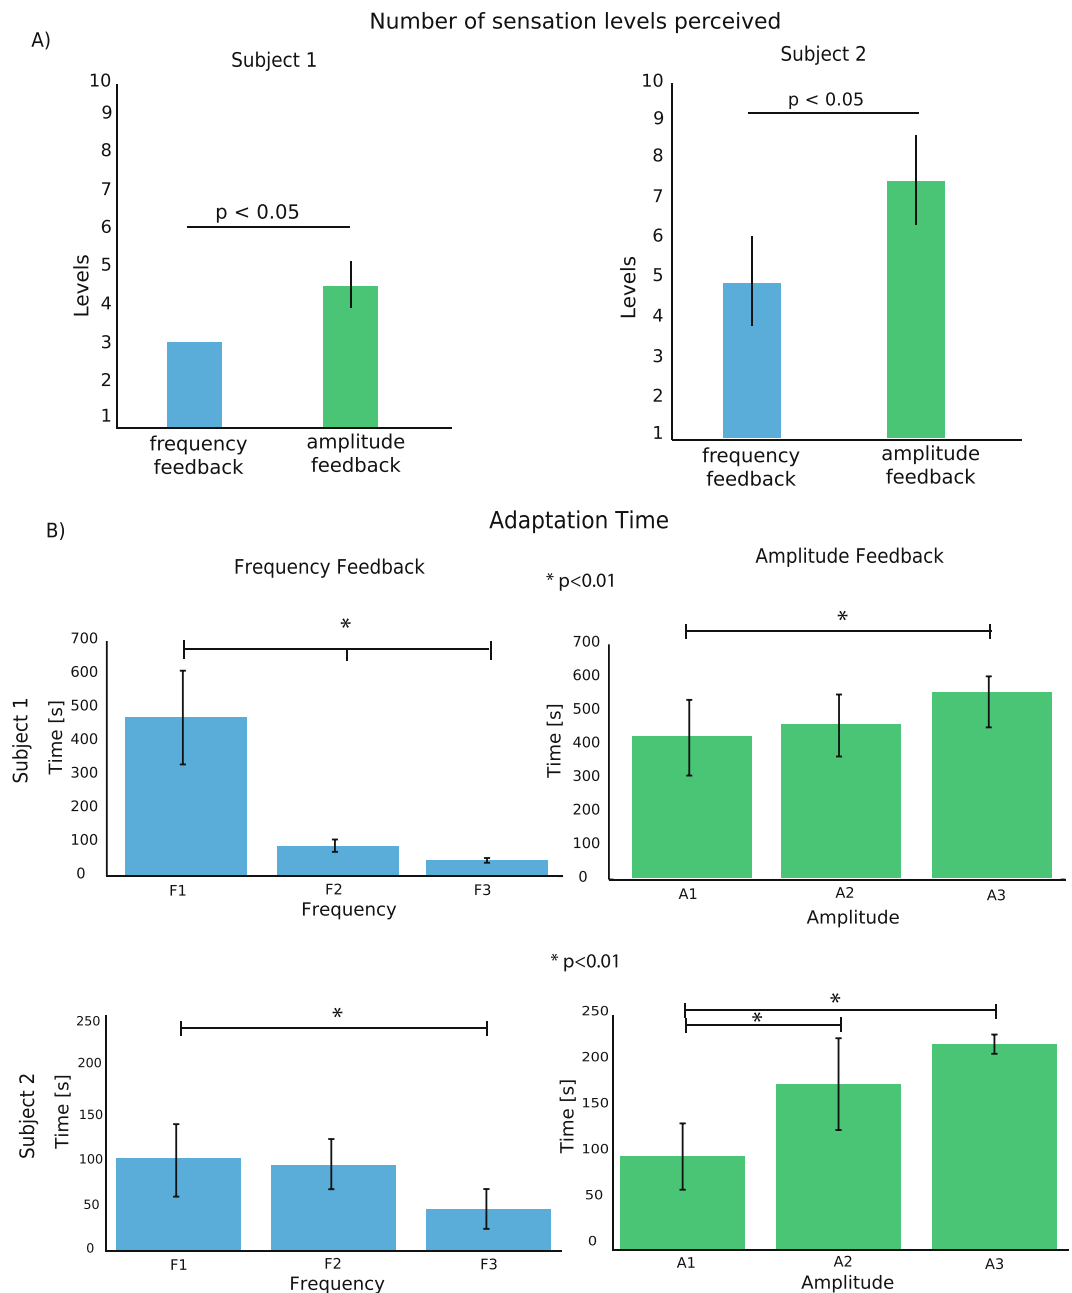 Number of sensation levels perceived
A)
Subject 1
10
9
8
7
6
5
4
3
2
1
Levels
p < 0.05
frequency
feedback
amplitude
feedback
Subject 2
10
9
8
7
6
5
4
3
2
1
Levels
p < 0.05
frequency
feedback
amplitude
feedback
B)
Adaptation Time
Frequency Feedback
* p<0.01
Amplitude Feedback
Subject 1
Time [s]
700
600
500
400
300
200
100
0
*
F1
F2
F3
Frequency
Time [s]
700
600
500
400
300
200
100
0
*
A1
A2
A3
Amplitude
* p<0.01
Subject 2
Time [s]
250
200
150
100
50
0
*
F1
F2
F3
Frequency
Time [s]
250
200
150
100
50
0
*
*
A1
A2
A3
Amplitude